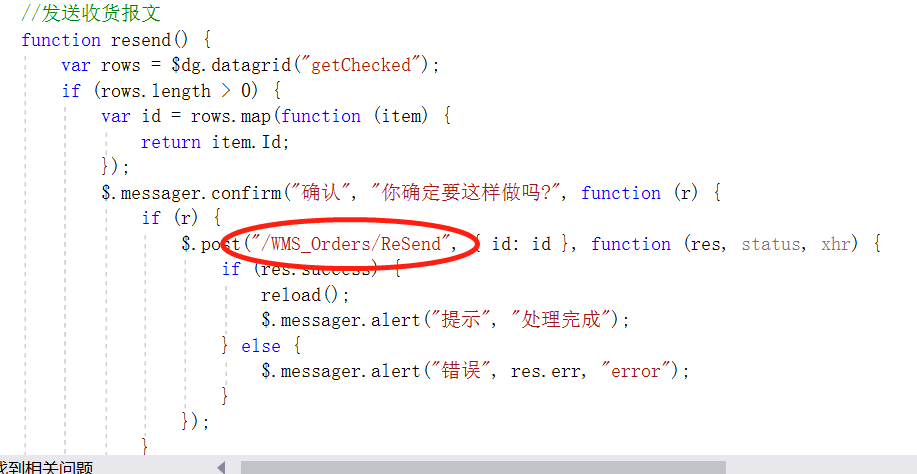 //发送收货报文
function resend() {
var rows = $dg.datagrid("getChecked");
if (rows.length > 0) {
var id = rows.map(function (item) {
return item.Id;
});
$.messager.confirm("确认", "你确定要这样做吗?", function (r) {
if (r) {
$.post("/WMS_Orders/ReSend", { id: id }, function (res, status, xhr) {
if (res.success) {
reload();
$.messager.alert("提示", "处理完成");
} else {
$.messager.alert("错误", res.err, "error");
}
});
}
找到相关问题